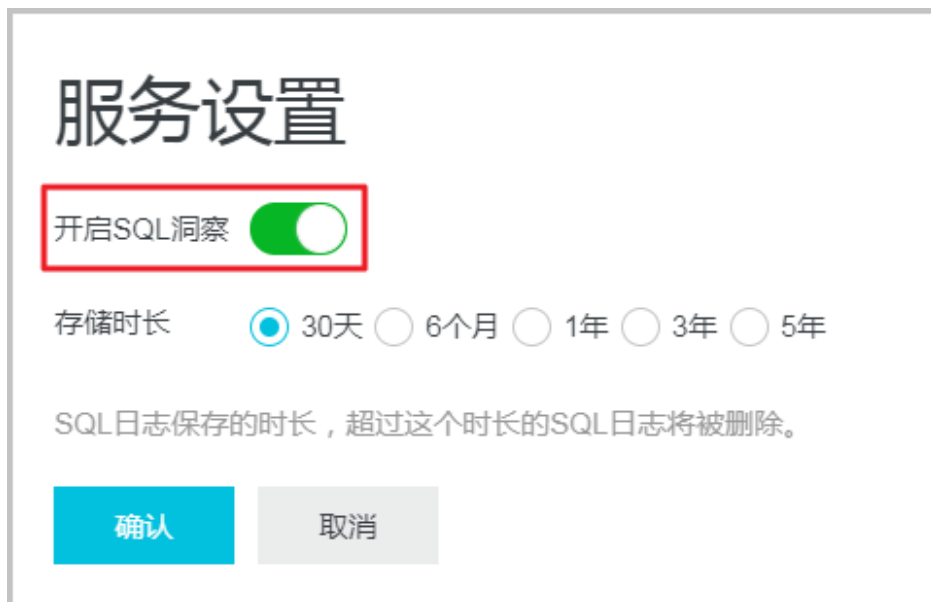 服务设置
开启SQL洞察
存储时长 30天 6个月 1年 3年 5年
SQL日志保存的时长，超过这个时长的SQL日志将被删除。
确认 取消